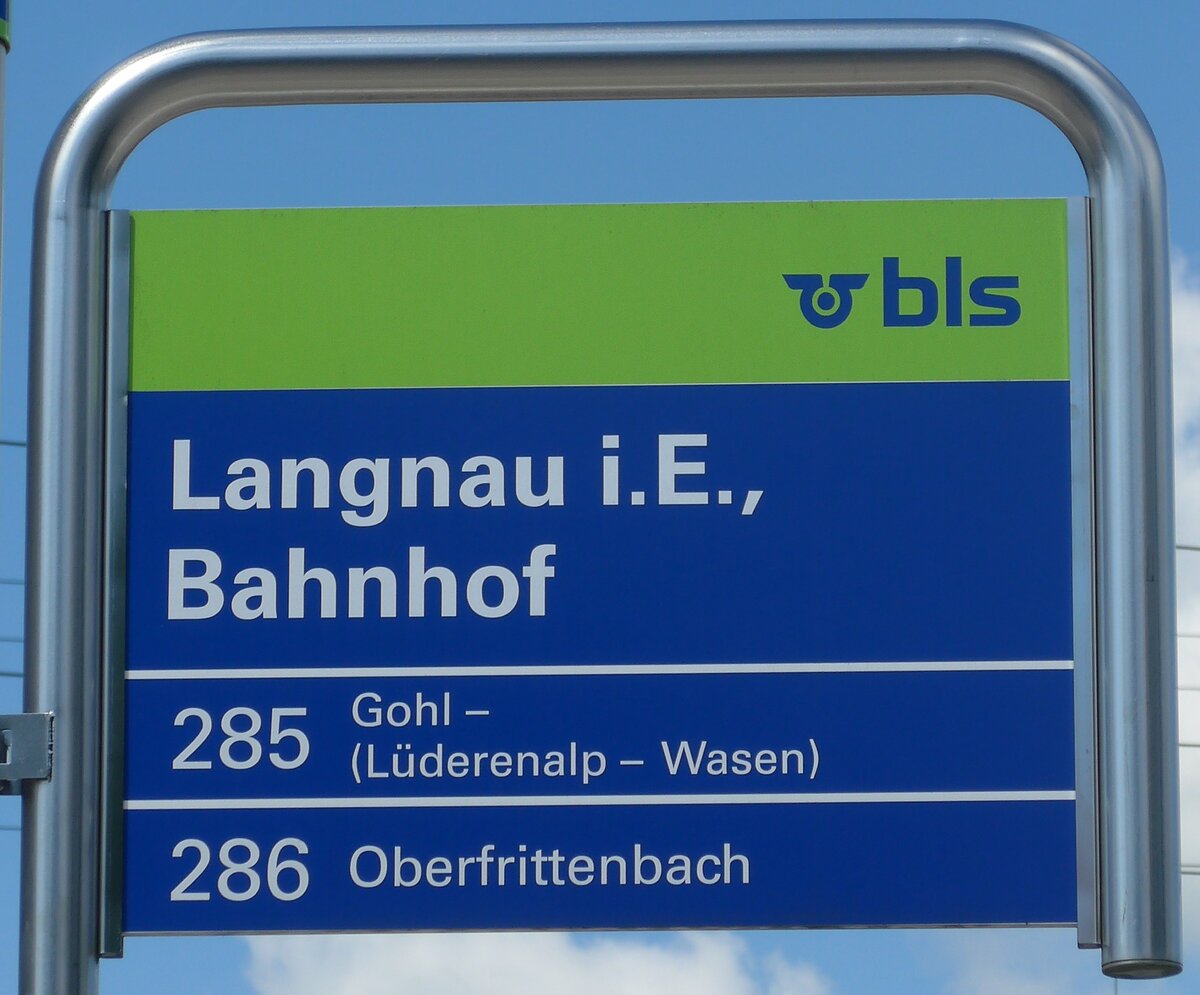 bls
Langnau i.E.,
Bahnhof
285 Gohl –
(Lüderenalp – Wasen)
286 Oberfrittenbach